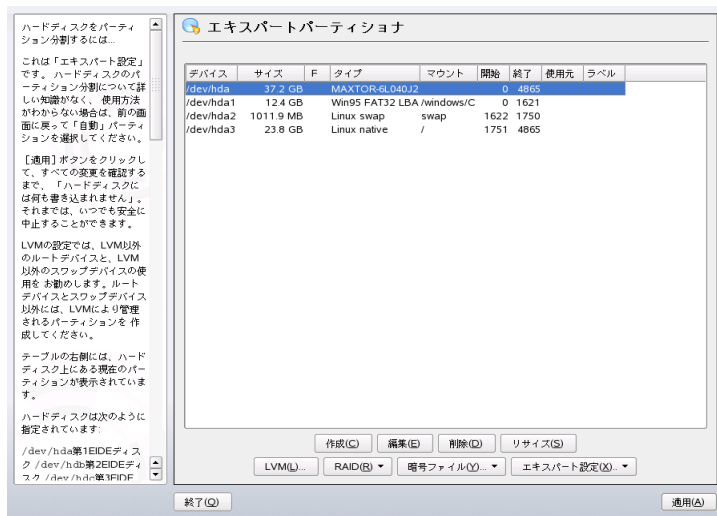 ハードディスクをパーティ
ション分割するには...
これは「エキスパート設定」
です。 ハードディスクのパ
ーティション分割について詳
しい知識がなく、 使用方法
がわからない場合は、前の画
面に戻って「自動」パーティ
ションを選択してください。
［適用］ボタンをクリックし
て、すべての変更を確認する
まで、 「ハードディスクに
は何も書き込まれません」。
それまでは、いつでも安全に
中止することができます。
LVMの設定では、LVM以外
のルートデバイスと、LVM
以外のスワップデバイスの使
用を お勧めします。ルート
デバイスとスワップデバイス
以外には、LVMにより管理
されるパーティションを 作
成してください。
テーブルの右側には、ハード
ディスク上にある現在のパー
ティションが表示されていま
す。
ハードディスクは次のように
指定されています:
/dev/hda第1EIDEディス
ク /dev/hdb第2EIDEディ
スク /dev/hdc第3EIDE
エキスパートパーティショナ
デバイス サイズ F タイプ マウント 開始 終了 使用元 ラベル
/dev/hda 37.2 GB MAXTOR-6L040J2 0 4865
/dev/hda1 12.4 GB Win95 FAT32 LBA /windows/C 0 1621
/dev/hda2 1011.9 MB Linux swap swap 1622 1750
/dev/hda3 23.8 GB Linux native / 1751 4865
作成(C) 編集(E) 削除(D) リサイズ(S)
LVM(L)... RAID(R) 暗号ファイル(Y)... エキスパート設定(X)..
終了(Q) 適用(A)